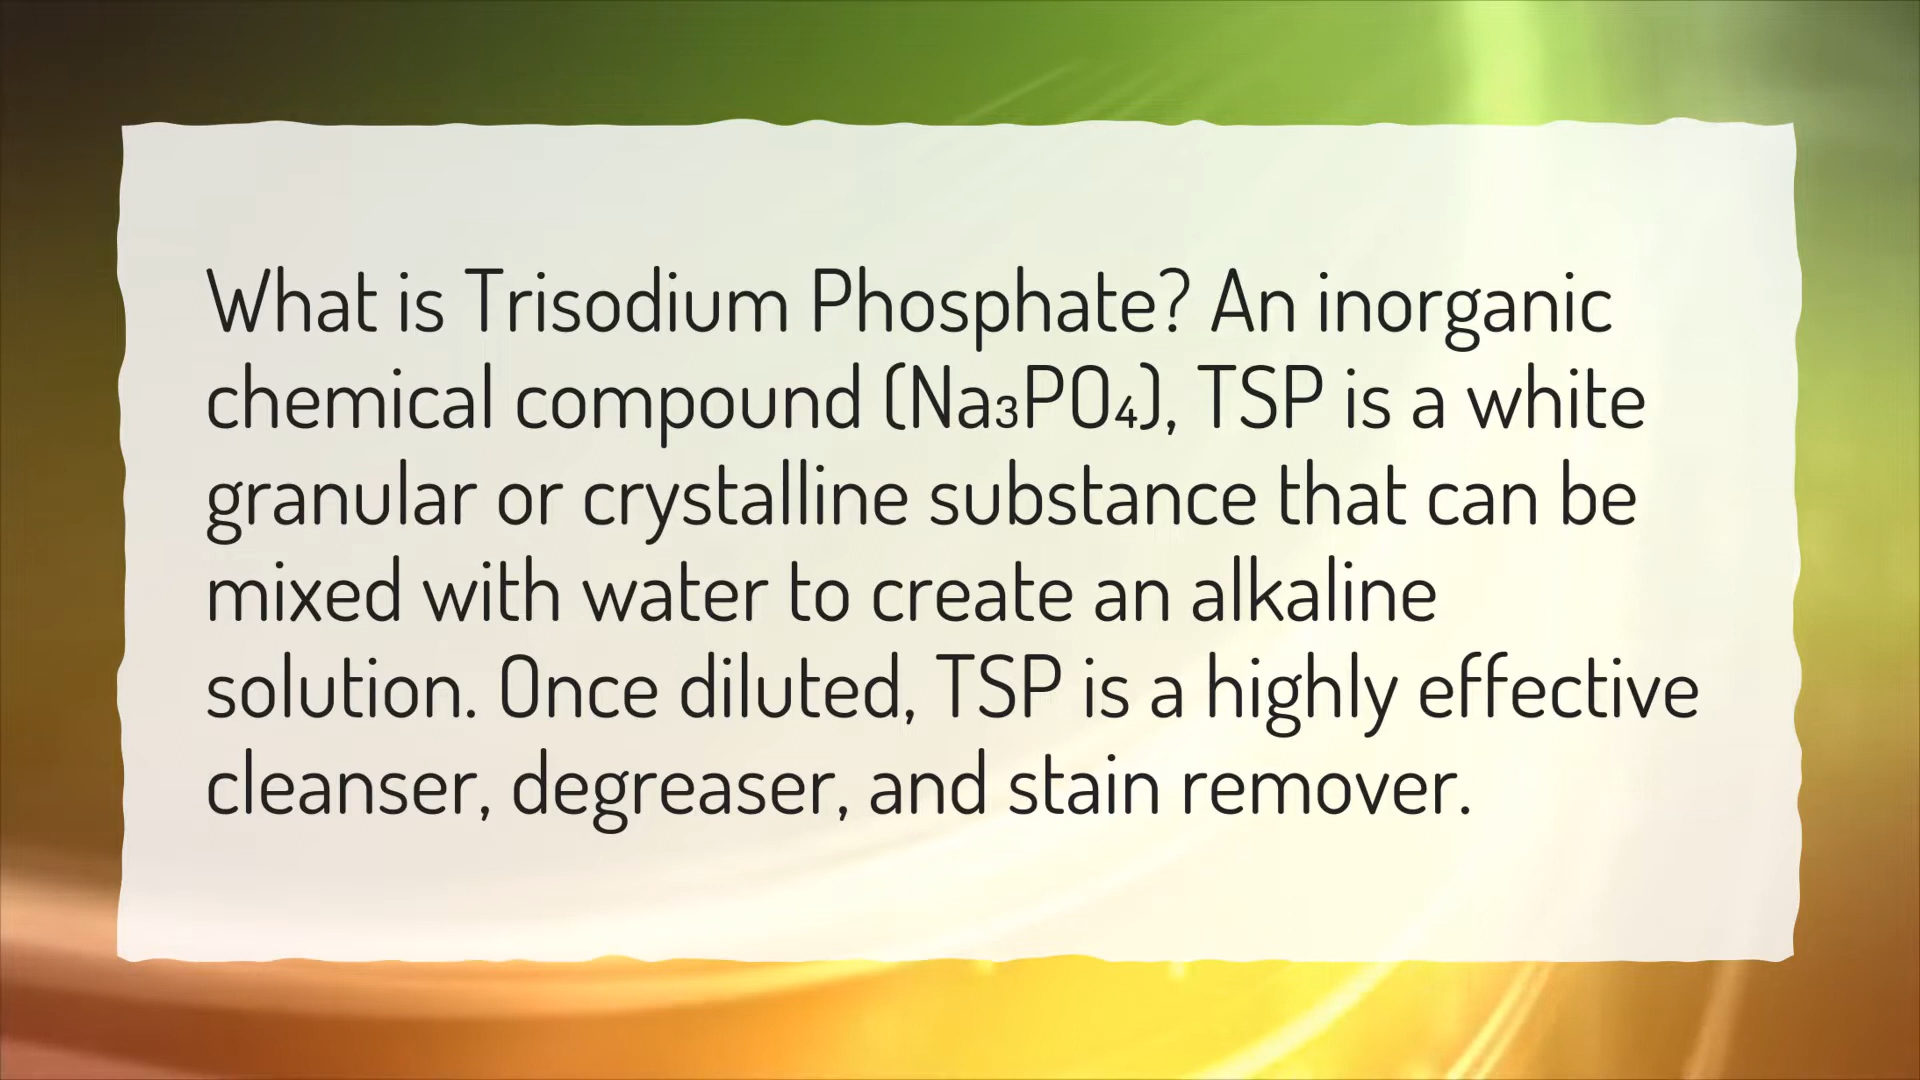 What is Trisodium Phosphate? An inorganic
chemical compound (Na₃PO₄), TSP is a white
granular or crystalline substance that can be
mixed with water to create an alkaline
solution. Once diluted, TSP is a highly effective
cleanser, degreaser, and stain remover.